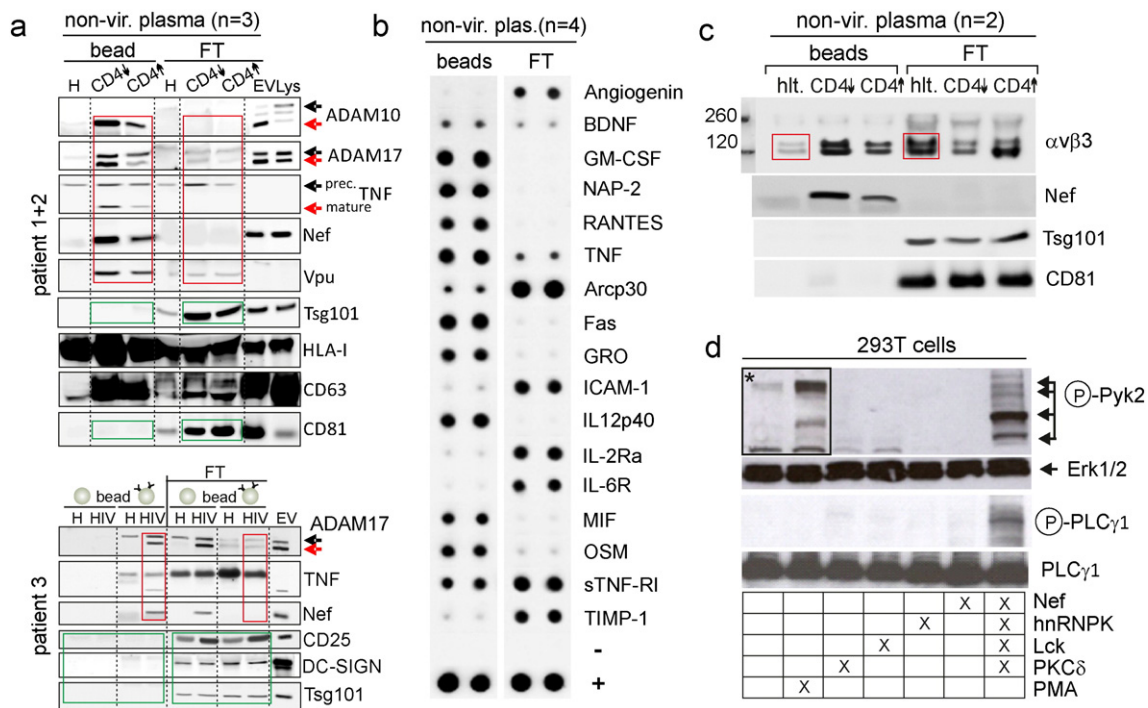 a
non-vir. plasma (n=3)
bead FT
H CD4↓ CD4↑ H CD4↓ CD4↑ EV Lys
patient 1+2
ADAM10
ADAM17
prec. TNF
mature
Nef
Vpu
Tsg101
HLA-I
CD63
CD81
FT
bead bead
H HIV H HIV H HIV H HIV EV
patient 3
ADAM17
TNF
Nef
CD25
DC-SIGN
Tsg101
b
non-vir. plas.(n=4)
beads FT
Angiogenin
BDNF
GM-CSF
NAP-2
RANTES
TNF
Arcp30
Fas
GRO
ICAM-1
IL12p40
IL-2Ra
IL-6R
MIF
OSM
sTNF-RI
TIMP-1
-
+
c
non-vir. plasma (n=2)
beads FT
hlt. CD4↓ CD4↑ hlt. CD4↓ CD4↑
260
120
αvβ3
Nef
Tsg101
CD81
d
293T cells
*
P-Pyk2
Erk1/2
P-PLCγ1
PLCγ1
X X Nef
X X hnRNPK
X X Lck
X X PKCδ
X PMA